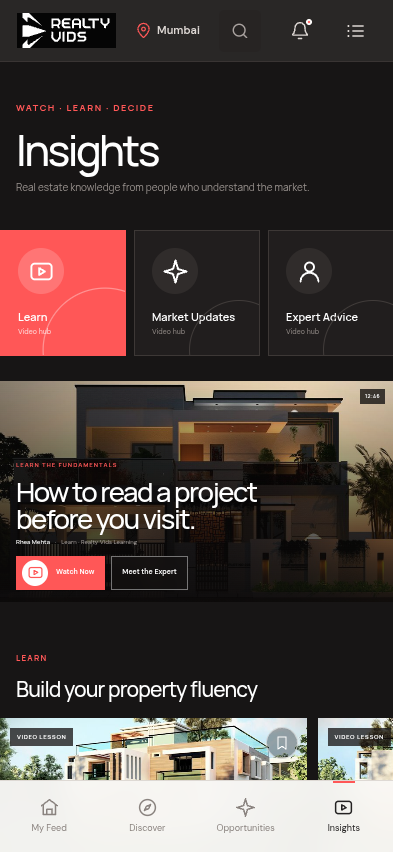 REALTY
VIDS
Mumbai
WATCH · LEARN · DECIDE
Insights
Real estate knowledge from people who understand the market.
Learn
Video hub
Market Updates
Video hub
Expert Advice
Video hub
12:46
LEARN THE FUNDAMENTALS
How to read a project
before you visit.
Rhea Mehta Learn · Realty Vids Learning
Watch Now
Meet the Expert
LEARN
Build your property fluency
VIDEO LESSON
VIDEO LESSON
My Feed
Discover
Opportunities
Insights